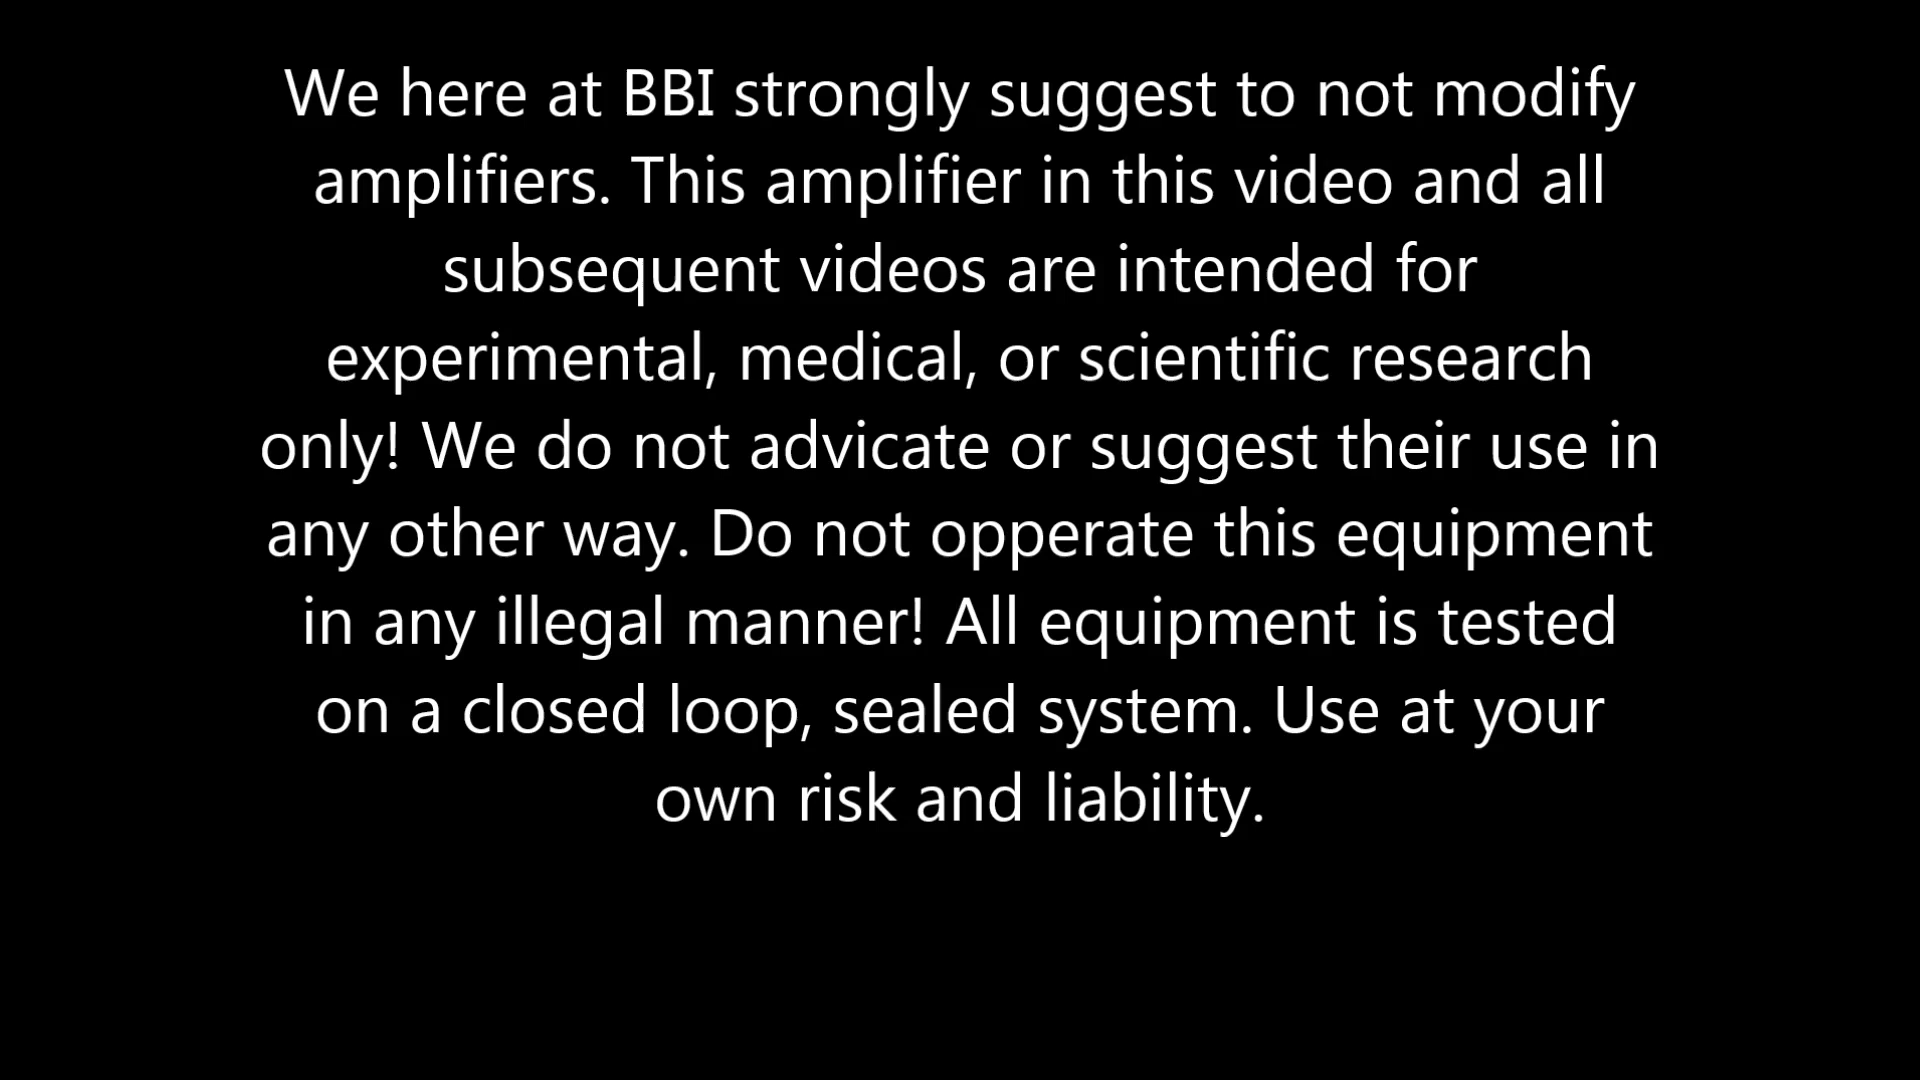 We here at BBI strongly suggest to not modify
amplifiers. This amplifier in this video and all
subsequent videos are intended for
experimental, medical, or scientific research
only! We do not advicate or suggest their use in
any other way. Do not opperate this equipment
in any illegal manner! All equipment is tested
on a closed loop, sealed system. Use at your
own risk and liability.